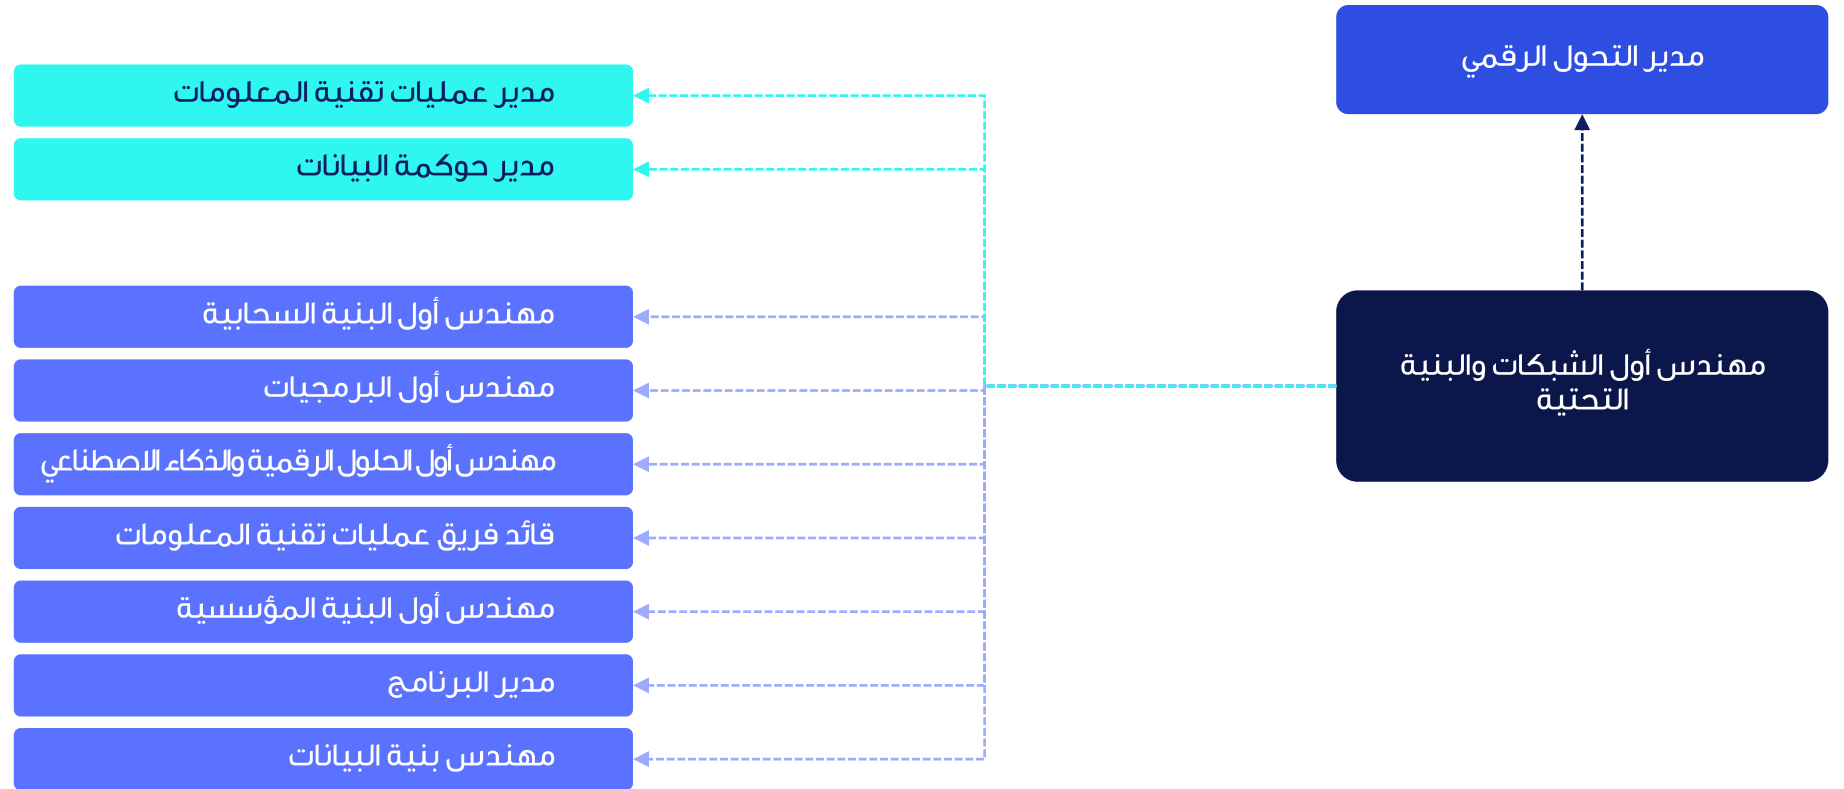 مدير التحول الرقمي
مهندس أول الشبكات والبنية
التحتية
مدير عمليات تقنية المعلومات
مدير حوكمة البيانات
مهندس أول البنية السحابية
مهندس أول البرمجيات
مهندس أول الحلول الرقمية والذكاء الاصطناعي
قائد فريق عمليات تقنية المعلومات
مهندس أول البنية المؤسسية
مدير البرنامج
مهندس بنية البيانات